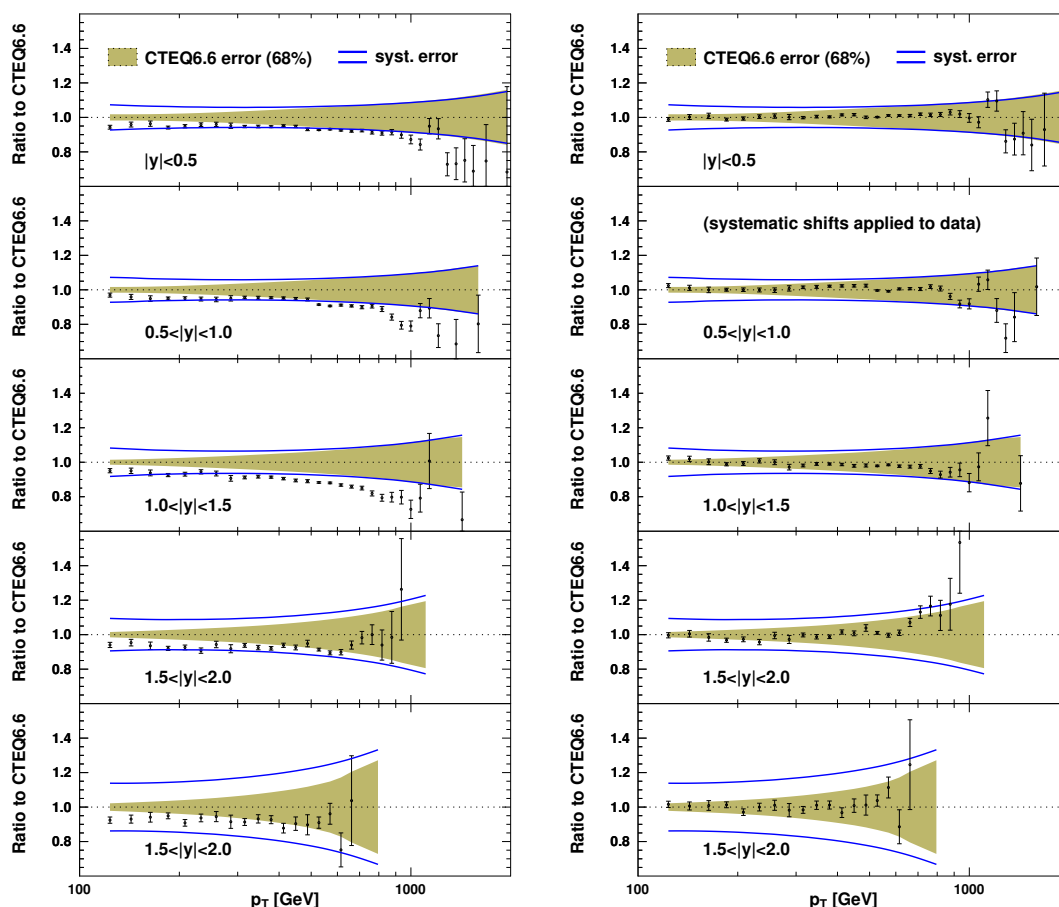 CTEQ6.6 error (68%) syst. error
Ratio to CTEQ6.6
1.4
1.2
1.0
0.8
|y|<0.5
Ratio to CTEQ6.6
1.4
1.2
1.0
0.8
0.5<|y|<1.0
Ratio to CTEQ6.6
1.4
1.2
1.0
0.8
1.0<|y|<1.5
Ratio to CTEQ6.6
1.4
1.2
1.0
0.8
1.5<|y|<2.0
Ratio to CTEQ6.6
1.4
1.2
1.0
0.8
1.5<|y|<2.0
100 1000
p_T [GeV]
CTEQ6.6 error (68%) syst. error
Ratio to CTEQ6.6
1.4
1.2
1.0
0.8
|y|<0.5
(systematic shifts applied to data)
Ratio to CTEQ6.6
1.4
1.2
1.0
0.8
0.5<|y|<1.0
Ratio to CTEQ6.6
1.4
1.2
1.0
0.8
1.0<|y|<1.5
Ratio to CTEQ6.6
1.4
1.2
1.0
0.8
1.5<|y|<2.0
Ratio to CTEQ6.6
1.4
1.2
1.0
0.8
1.5<|y|<2.0
100 1000
p_T [GeV]